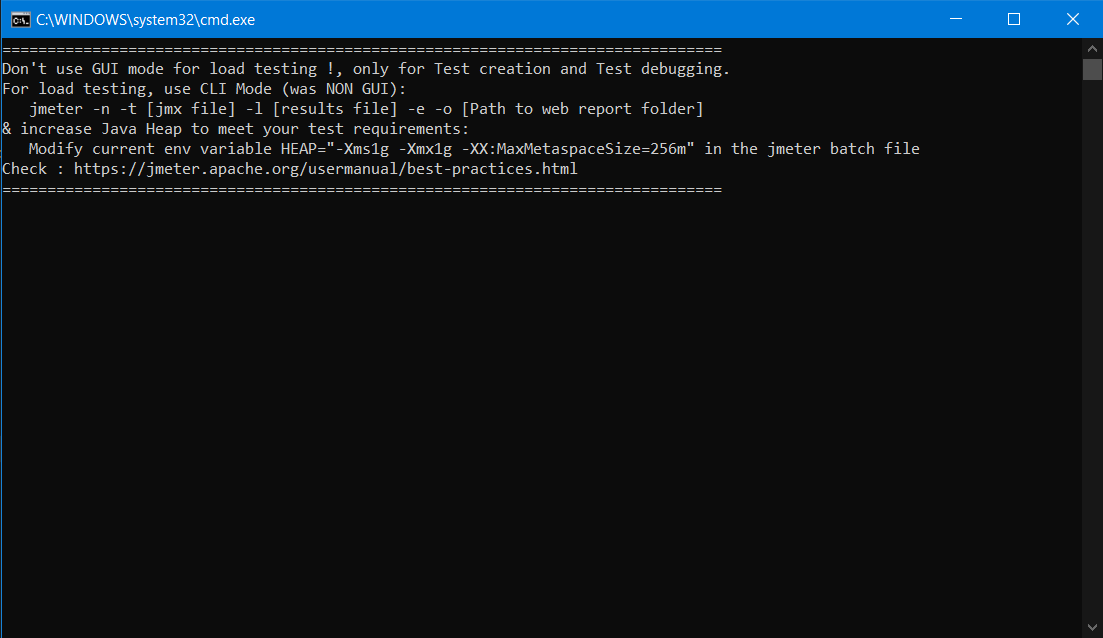 C:\WINDOWS\system32\cmd.exe
================================================================================
Don't use GUI mode for load testing !, only for Test creation and Test debugging.
For load testing, use CLI Mode (was NON GUI):
   jmeter -n -t [jmx file] -l [results file] -e -o [Path to web report folder]
& increase Java Heap to meet your test requirements:
   Modify current env variable HEAP="-Xms1g -Xmx1g -XX:MaxMetaspaceSize=256m" in the jmeter batch file
Check : https://jmeter.apache.org/usermanual/best-practices.html
================================================================================